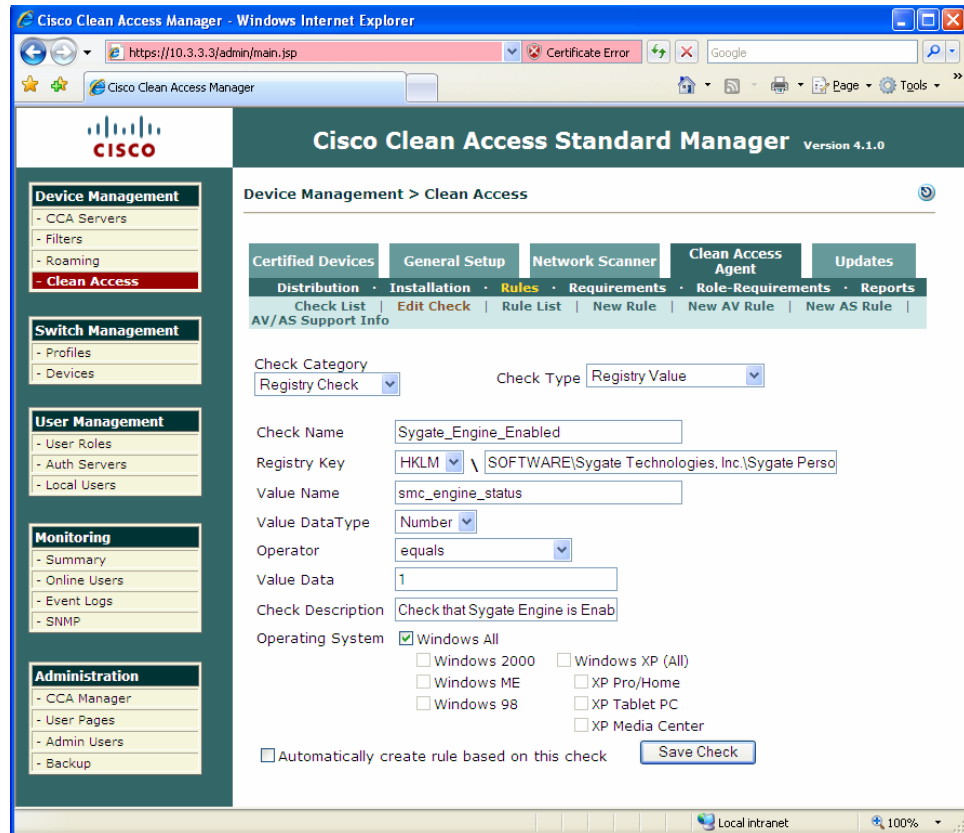 Cisco Clean Access Manager - Windows Internet Explorer
https://10.3.3.3/admin/main.jsp
Certificate Error
Google
Cisco Clean Access Manager
Page
Tools
»
CISCO
Cisco Clean Access Standard Manager Version 4.1.0
Device Management
- CCA Servers
- Filters
- Roaming
- Clean Access
Switch Management
- Profiles
- Devices
User Management
- User Roles
- Auth Servers
- Local Users
Monitoring
- Summary
- Online Users
- Event Logs
- SNMP
Administration
- CCA Manager
- User Pages
- Admin Users
- Backup
Device Management > Clean Access
Certified Devices
General Setup
Network Scanner
Clean Access Agent
Updates
Distribution · Installation · Rules · Requirements · Role-Requirements · Reports
Check List | Edit Check | Rule List | New Rule | New AV Rule | New AS Rule |
AV/AS Support Info
Check Category
Registry Check
Check Type Registry Value
Check Name Sygate_Engine_Enabled
Registry Key HKLM \ SOFTWARE\Sygate Technologies, Inc.\Sygate Perso
Value Name smc_engine_status
Value DataType Number
Operator equals
Value Data 1
Check Description Check that Sygate Engine is Enab
Operating System Windows All
Windows 2000 Windows XP (All)
Windows ME XP Pro/Home
Windows 98 XP Tablet PC
XP Media Center
Automatically create rule based on this check Save Check
Local intranet
100%